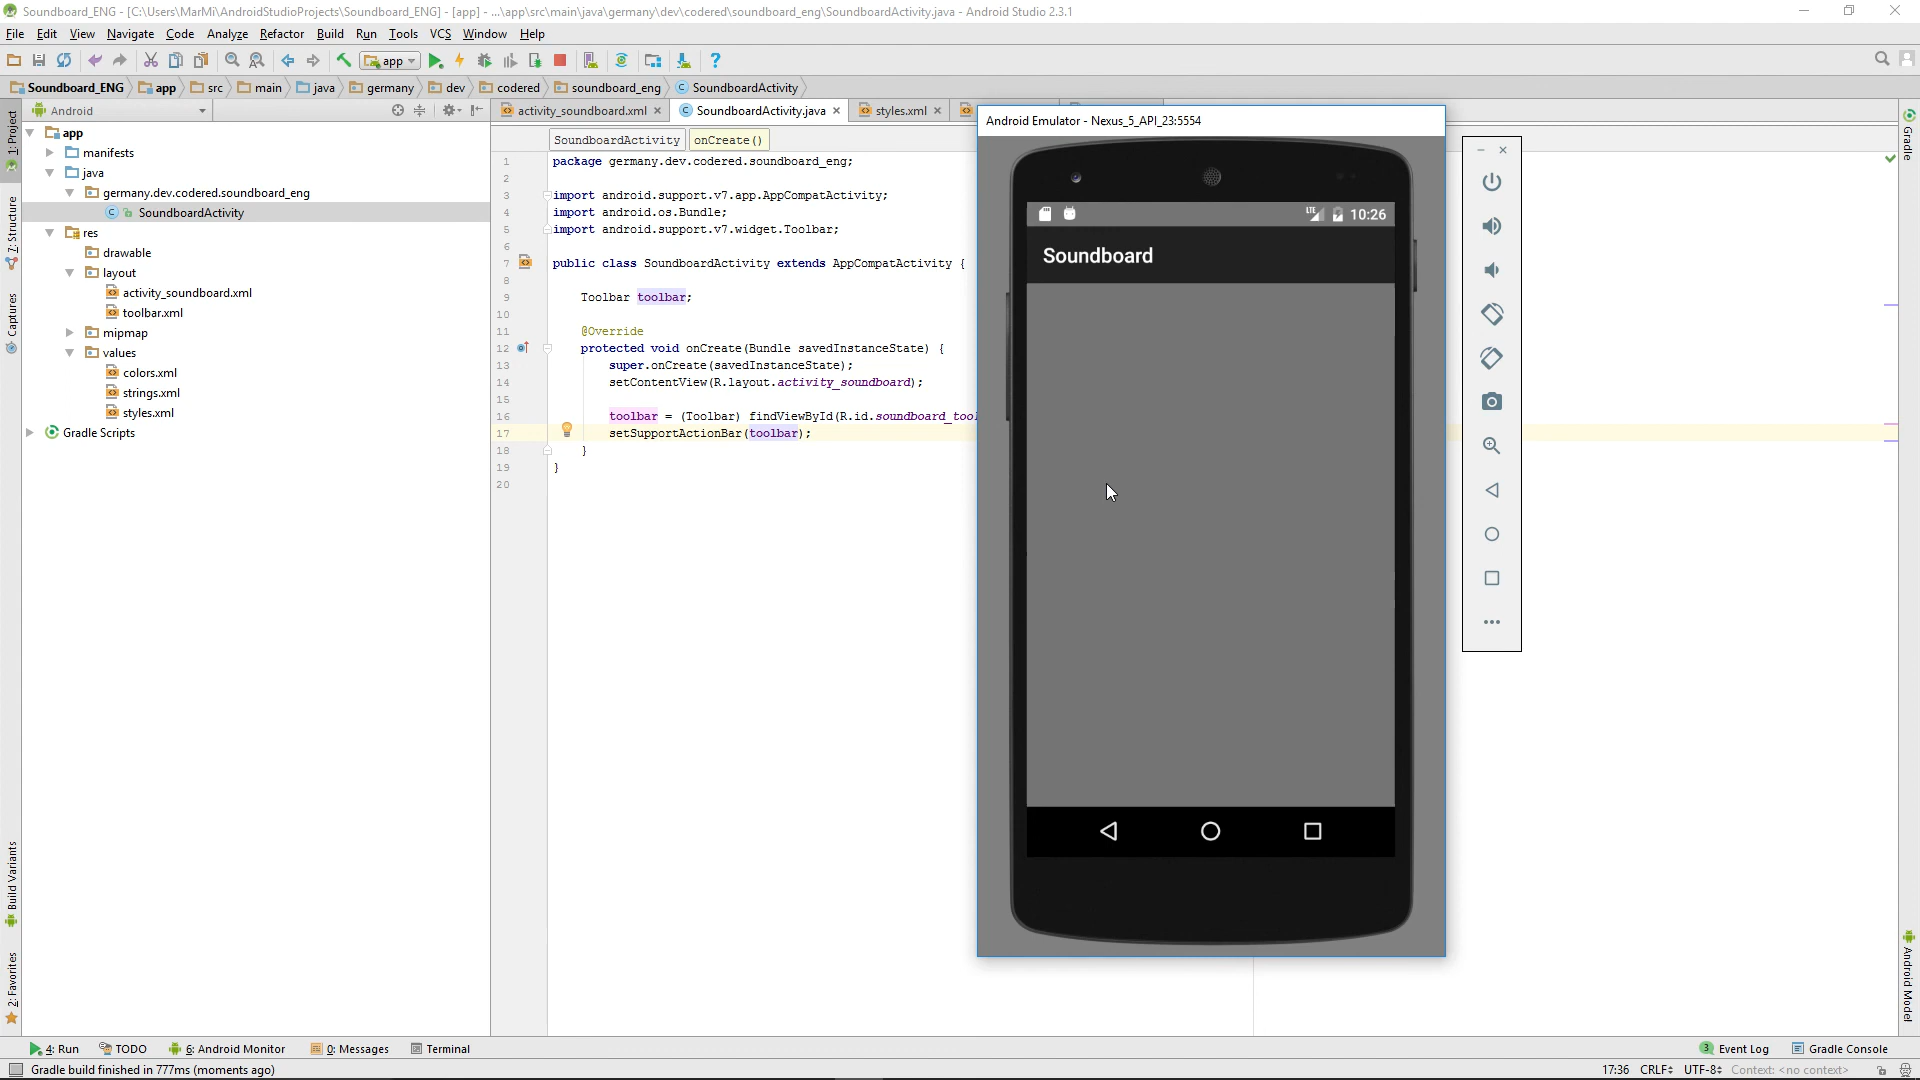 Soundboard_ENG - [C:\Users\MarMi\AndroidStudioProjects\Soundboard_ENG] - [app] - ...\app\src\main\java\germany\dev\codered\soundboard_eng\SoundboardActivity.java - Android Studio 2.3.1
File Edit View Navigate Code Analyze Refactor Build Run Tools VCS Window Help
app
Soundboard_ENG app src main java germany dev codered soundboard_eng SoundboardActivity
Android
activity_soundboard.xml SoundboardActivity.java styles.xml
SoundboardActivity onCreate()
1: Project
7: Structure
Captures
Build Variants
2: Favorites
app
manifests
java
germany.dev.codered.soundboard_eng
SoundboardActivity
res
drawable
layout
activity_soundboard.xml
toolbar.xml
mipmap
values
colors.xml
strings.xml
styles.xml
Gradle Scripts
1 package germany.dev.codered.soundboard_eng;
2
3 import android.support.v7.app.AppCompatActivity;
4 import android.os.Bundle;
5 import android.support.v7.widget.Toolbar;
6
7 public class SoundboardActivity extends AppCompatActivity {
8
9 Toolbar toolbar;
10
11 @Override
12 protected void onCreate(Bundle savedInstanceState) {
13 super.onCreate(savedInstanceState);
14 setContentView(R.layout.activity_soundboard);
15
16 toolbar = (Toolbar) findViewById(R.id.soundboard_tool
17 setSupportActionBar(toolbar);
18 }
19 }
20
Android Emulator - Nexus_5_API_23:5554
LTE 10:26
Soundboard
Gradle
Android Model
4: Run TODO 6: Android Monitor 0: Messages Terminal
3 Event Log Gradle Console
Gradle build finished in 777ms (moments ago)
17:36 CRLF UTF-8 Context: <no context>